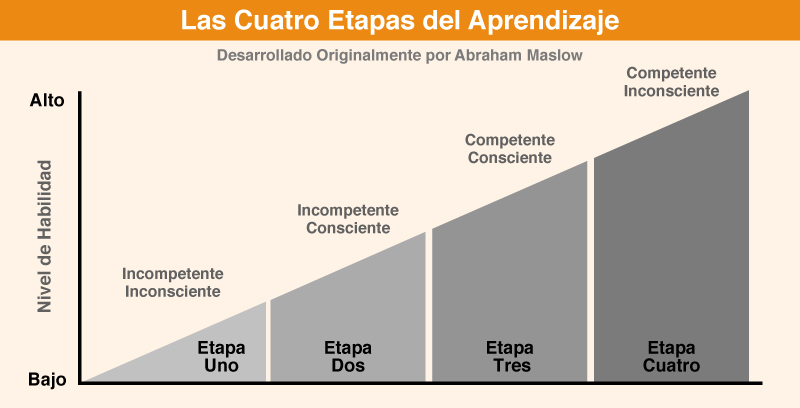 Las Cuatro Etapas del Aprendizaje
Desarrollado Originalmente por Abraham Maslow
Competente
Inconsciente
Alto
Competente
Consciente
Nivel de Habilidad
Incompetente
Consciente
Incompetente
Inconsciente
Etapa
Uno
Etapa
Dos
Etapa
Tres
Etapa
Cuatro
Bajo